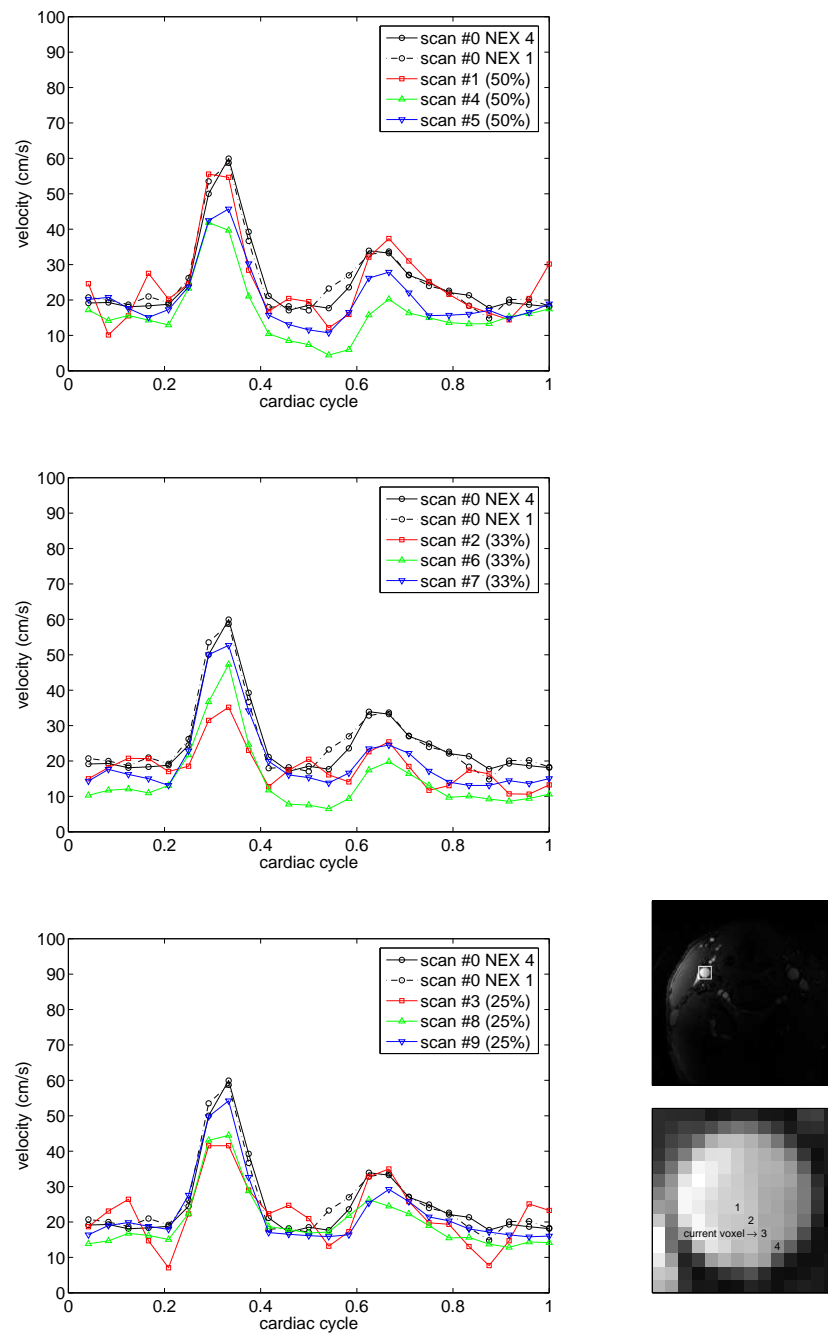 100
90
80
70
60
50
40
30
20
10
0
velocity (cm/s)
scan #0 NEX 4
scan #0 NEX 1
scan #1 (50%)
scan #4 (50%)
scan #5 (50%)
0 0.2 0.4 0.6 0.8 1
cardiac cycle
100
90
80
70
60
50
40
30
20
10
0
velocity (cm/s)
scan #0 NEX 4
scan #0 NEX 1
scan #2 (33%)
scan #6 (33%)
scan #7 (33%)
0 0.2 0.4 0.6 0.8 1
cardiac cycle
100
90
80
70
60
50
40
30
20
10
0
velocity (cm/s)
scan #0 NEX 4
scan #0 NEX 1
scan #3 (25%)
scan #8 (25%)
scan #9 (25%)
0 0.2 0.4 0.6 0.8 1
cardiac cycle
1
2
current voxel → 3
4